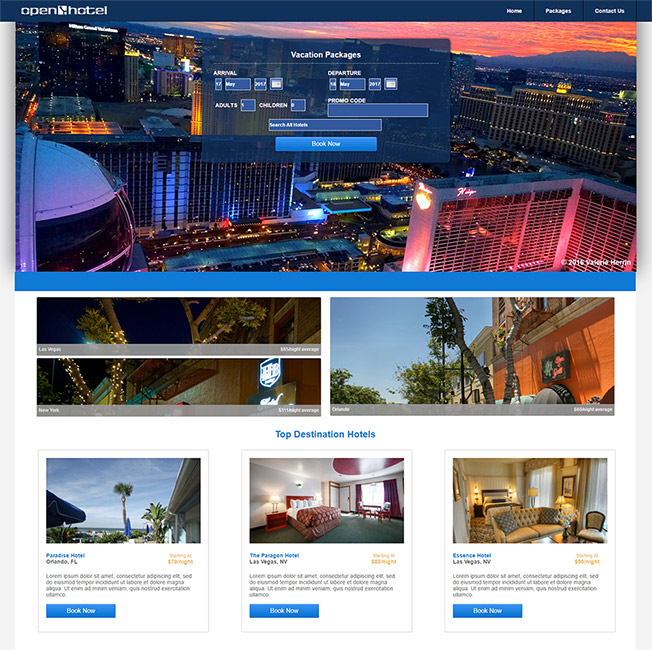 open hotel
Home Packages Contact Us
Vacation Packages
ARRIVAL DEPARTURE
17 May 2017 18 May 2017
ADULTS 1 CHILDREN 0 PROMO CODE
Search All Hotels
Book Now
© 2016 Valerie Herrin
Las Vegas $85/night average
New York $111/night average
Orlando $69/night average
Top Destination Hotels
Paradise Hotel Starting At
Orlando, FL $79/night
Lorem ipsum dolor sit amet, consectetur adipiscing elit, sed
do eiusmod tempor incididunt ut labore et dolore magna
aliqua. Ut enim ad minim veniam, quis nostrud exercitation
ullamco.
Book Now
The Paragon Hotel Starting At
Las Vegas, NV $88/night
Lorem ipsum dolor sit amet, consectetur adipiscing elit, sed
do eiusmod tempor incididunt ut labore et dolore magna
aliqua. Ut enim ad minim veniam, quis nostrud exercitation
ullamco.
Book Now
Essence Hotel Starting At
Las Vegas, NV $90/night
Lorem ipsum dolor sit amet, consectetur adipiscing elit, sed
do eiusmod tempor incididunt ut labore et dolore magna
aliqua. Ut enim ad minim veniam, quis nostrud exercitation
ullamco.
Book Now